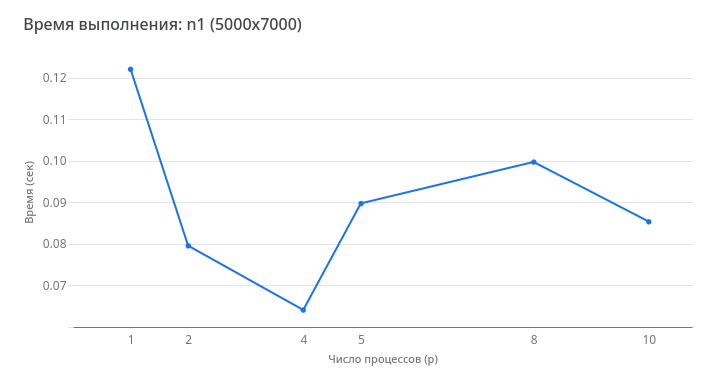 Время выполнения: n1 (5000x7000)
0.12
0.11
0.10
0.09
0.08
0.07
Время (сек)
1 2 4 5 8 10
Число процессов (p)